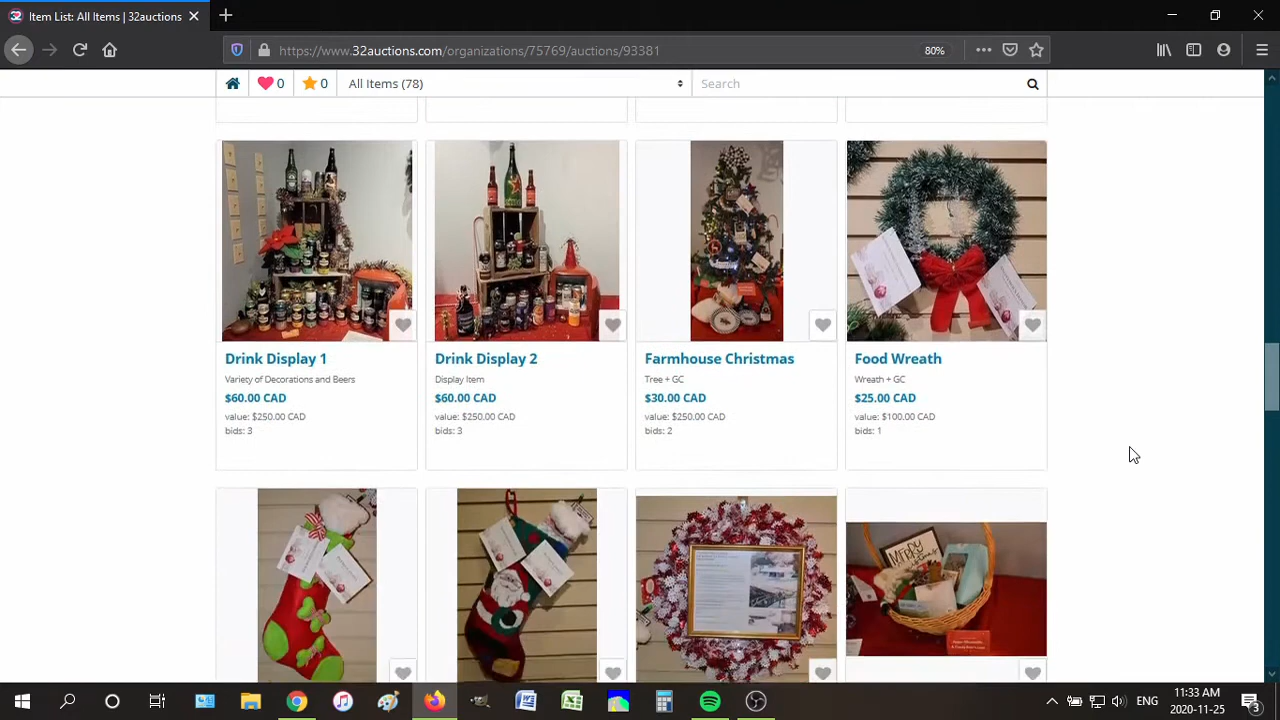 Item List: All Items | 32auctions
https://www.32auctions.com/organizations/75769/auctions/93381
80%
0
0
All Items (78)
Search
Drink Display 1
Drink Display 2
Farmhouse Christmas
Food Wreath
Variety of Decorations and Beers
Display Item
Tree + GC
Wreath + GC
$60.00 CAD
$60.00 CAD
$30.00 CAD
$25.00 CAD
value: $250.00 CAD
value: $250.00 CAD
value: $250.00 CAD
value: $100.00 CAD
bids: 3
bids: 3
bids: 2
bids: 1
MERRY
ENG
11:33 AM
2020-11-25
3